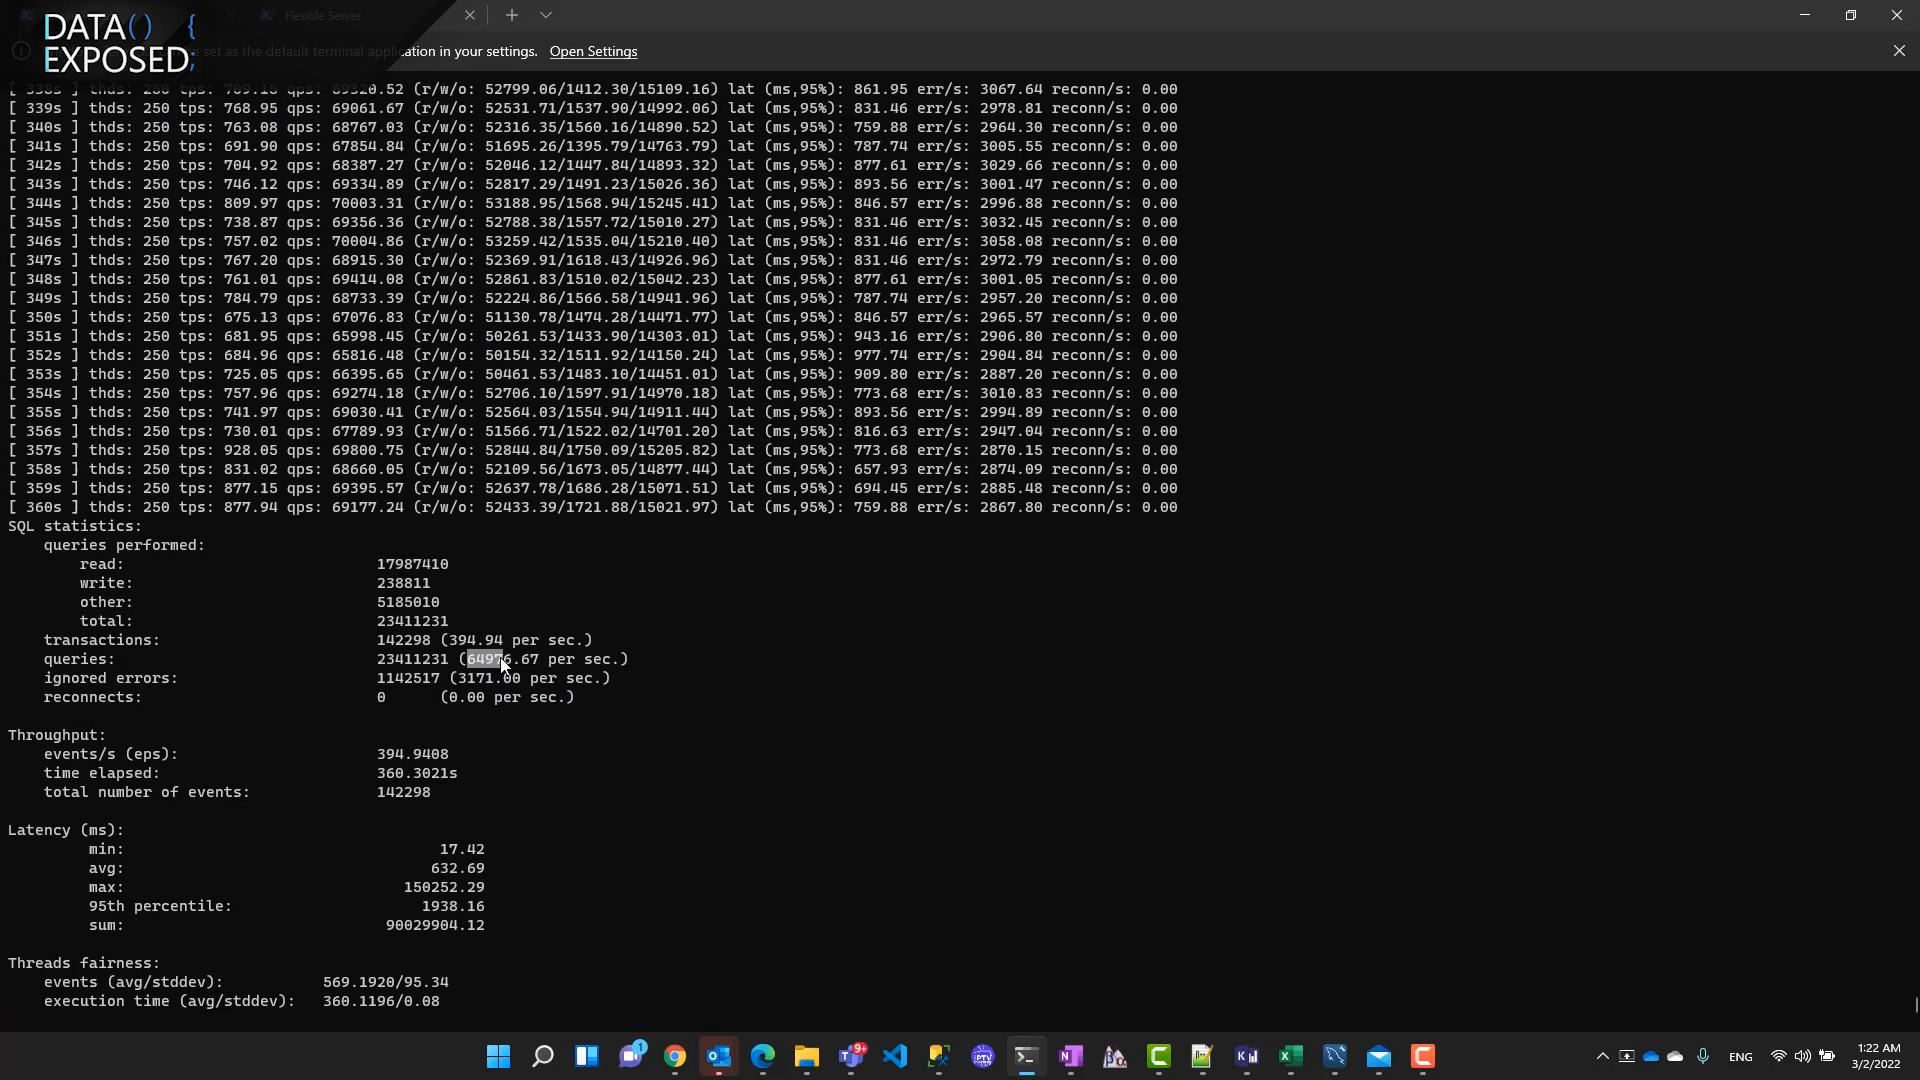 DATA() {
EXPOSED;
Flexible Server
set as the default terminal application in your settings. Open Settings
[ 338s ] thds: 250 tps: 709.15 qps: 69320.52 (r/w/o: 52799.06/1412.30/15109.16) lat (ms,95%): 861.95 err/s: 3067.64 reconn/s: 0.00
[ 339s ] thds: 250 tps: 768.95 qps: 69061.67 (r/w/o: 52531.71/1537.90/14992.06) lat (ms,95%): 831.46 err/s: 2978.81 reconn/s: 0.00
[ 340s ] thds: 250 tps: 763.08 qps: 68767.03 (r/w/o: 52316.35/1560.16/14890.52) lat (ms,95%): 759.88 err/s: 2964.30 reconn/s: 0.00
[ 341s ] thds: 250 tps: 691.90 qps: 67854.84 (r/w/o: 51695.26/1395.79/14763.79) lat (ms,95%): 787.74 err/s: 3005.55 reconn/s: 0.00
[ 342s ] thds: 250 tps: 704.92 qps: 68387.27 (r/w/o: 52046.12/1447.84/14893.32) lat (ms,95%): 877.61 err/s: 3029.66 reconn/s: 0.00
[ 343s ] thds: 250 tps: 746.12 qps: 69334.89 (r/w/o: 52817.29/1491.23/15026.36) lat (ms,95%): 893.56 err/s: 3001.47 reconn/s: 0.00
[ 344s ] thds: 250 tps: 809.97 qps: 70003.31 (r/w/o: 53188.95/1568.94/15245.41) lat (ms,95%): 846.57 err/s: 2996.88 reconn/s: 0.00
[ 345s ] thds: 250 tps: 738.87 qps: 69356.36 (r/w/o: 52788.38/1557.72/15010.27) lat (ms,95%): 831.46 err/s: 3032.45 reconn/s: 0.00
[ 346s ] thds: 250 tps: 757.02 qps: 70004.86 (r/w/o: 53259.42/1535.04/15210.40) lat (ms,95%): 831.46 err/s: 3058.08 reconn/s: 0.00
[ 347s ] thds: 250 tps: 767.20 qps: 68915.30 (r/w/o: 52369.91/1618.43/14926.96) lat (ms,95%): 831.46 err/s: 2972.79 reconn/s: 0.00
[ 348s ] thds: 250 tps: 761.01 qps: 69414.08 (r/w/o: 52861.83/1510.02/15042.23) lat (ms,95%): 877.61 err/s: 3001.05 reconn/s: 0.00
[ 349s ] thds: 250 tps: 784.79 qps: 68733.39 (r/w/o: 52224.86/1566.58/14941.96) lat (ms,95%): 787.74 err/s: 2957.20 reconn/s: 0.00
[ 350s ] thds: 250 tps: 675.13 qps: 67076.83 (r/w/o: 51130.78/1474.28/14471.77) lat (ms,95%): 846.57 err/s: 2965.57 reconn/s: 0.00
[ 351s ] thds: 250 tps: 681.95 qps: 65998.45 (r/w/o: 50261.53/1433.90/14303.01) lat (ms,95%): 943.16 err/s: 2906.80 reconn/s: 0.00
[ 352s ] thds: 250 tps: 684.96 qps: 65816.48 (r/w/o: 50154.32/1511.92/14150.24) lat (ms,95%): 977.74 err/s: 2904.84 reconn/s: 0.00
[ 353s ] thds: 250 tps: 725.05 qps: 66395.65 (r/w/o: 50461.53/1483.10/14451.01) lat (ms,95%): 909.80 err/s: 2887.20 reconn/s: 0.00
[ 354s ] thds: 250 tps: 757.96 qps: 69274.18 (r/w/o: 52706.10/1597.91/14970.18) lat (ms,95%): 773.68 err/s: 3010.83 reconn/s: 0.00
[ 355s ] thds: 250 tps: 741.97 qps: 69030.41 (r/w/o: 52564.03/1554.94/14911.44) lat (ms,95%): 893.56 err/s: 2994.89 reconn/s: 0.00
[ 356s ] thds: 250 tps: 730.01 qps: 67789.93 (r/w/o: 51566.71/1522.02/14701.20) lat (ms,95%): 816.63 err/s: 2947.04 reconn/s: 0.00
[ 357s ] thds: 250 tps: 928.05 qps: 69800.75 (r/w/o: 52844.84/1750.09/15205.82) lat (ms,95%): 773.68 err/s: 2870.15 reconn/s: 0.00
[ 358s ] thds: 250 tps: 831.02 qps: 68660.05 (r/w/o: 52109.56/1673.05/14877.44) lat (ms,95%): 657.93 err/s: 2874.09 reconn/s: 0.00
[ 359s ] thds: 250 tps: 877.15 qps: 69395.57 (r/w/o: 52637.78/1686.28/15071.51) lat (ms,95%): 694.45 err/s: 2885.48 reconn/s: 0.00
[ 360s ] thds: 250 tps: 877.94 qps: 69177.24 (r/w/o: 52433.39/1721.88/15021.97) lat (ms,95%): 759.88 err/s: 2867.80 reconn/s: 0.00
SQL statistics:
queries performed:
read: 17987410
write: 238811
other: 5185010
total: 23411231
transactions: 142298 (394.94 per sec.)
queries: 23411231 (64976.67 per sec.)
ignored errors: 1142517 (3171.00 per sec.)
reconnects: 0 (0.00 per sec.)
Throughput:
events/s (eps): 394.9408
time elapsed: 360.3021s
total number of events: 142298
Latency (ms):
min: 17.42
avg: 632.69
max: 150252.29
95th percentile: 1938.16
sum: 90029904.12
Threads fairness:
events (avg/stddev): 569.1920/95.34
execution time (avg/stddev): 360.1196/0.08
1
9+
IPTV
ENG
1:22 AM
3/2/2022